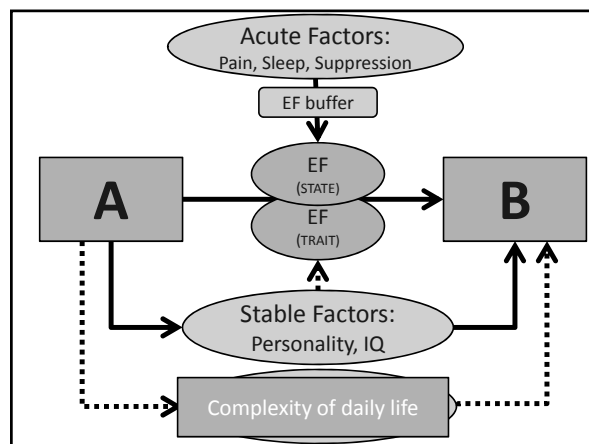 Acute Factors:
Pain, Sleep, Suppression
EF buffer
EF
(STATE)
A
B
EF
(TRAIT)
Stable Factors:
Personality, IQ
Complexity of daily life